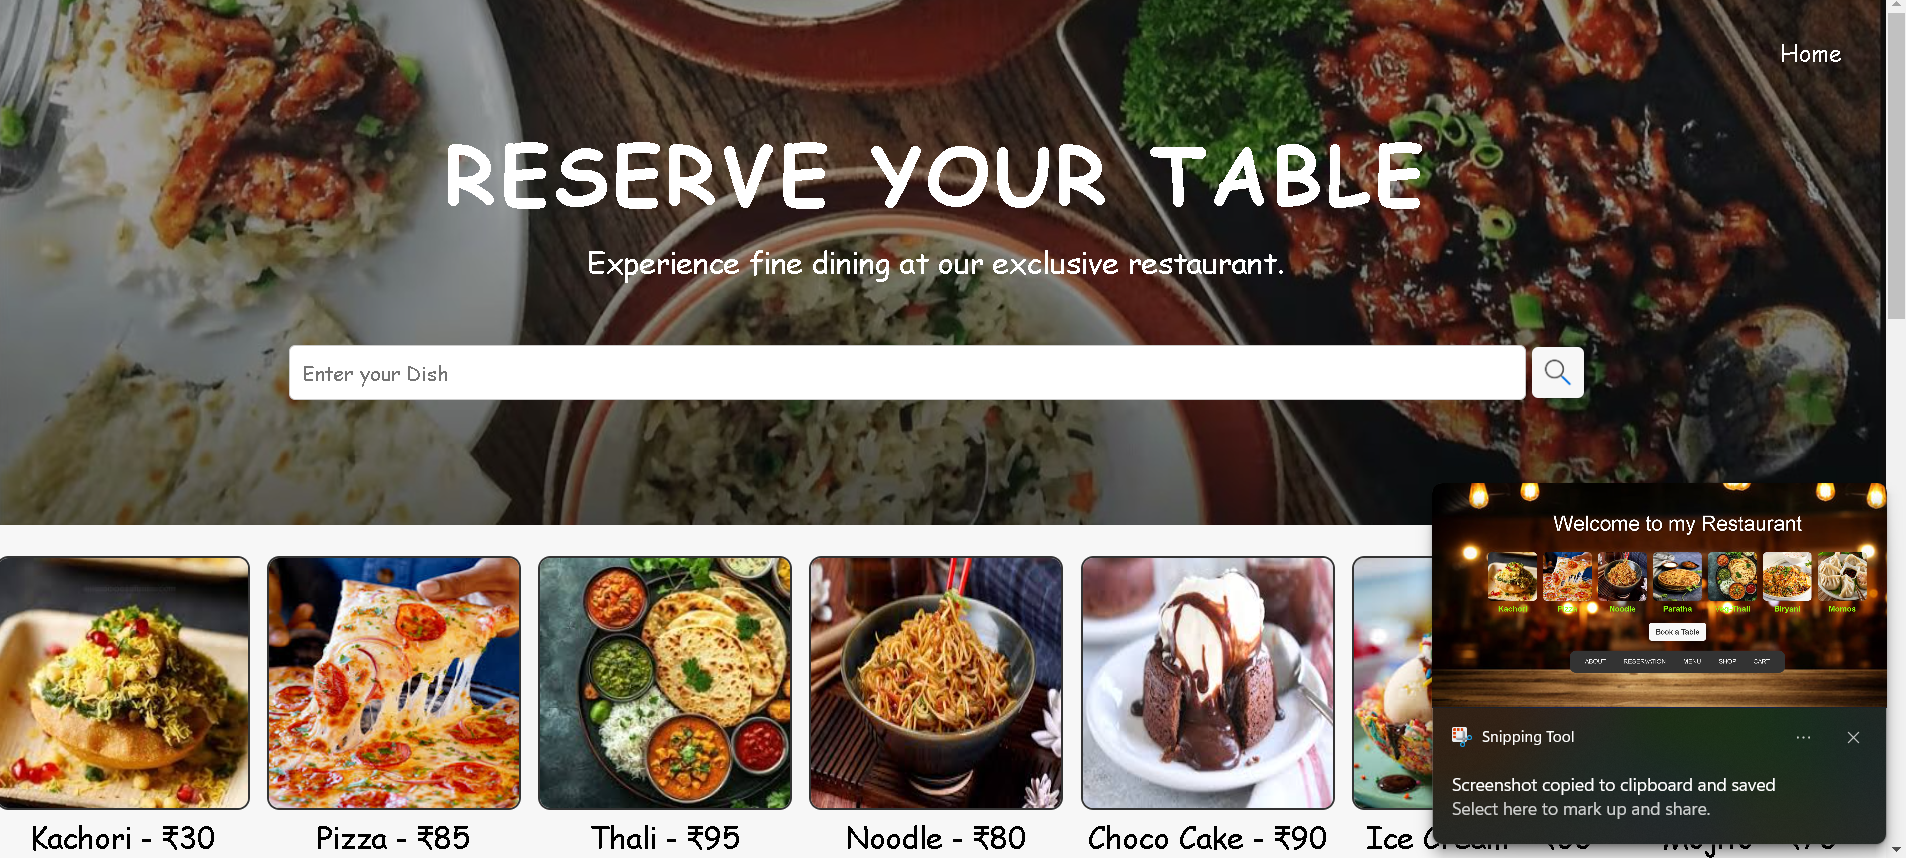 Home
RESERVE YOUR TABLE
Experience fine dining at our exclusive restaurant.
Enter your Dish
Welcome to my Restaurant
Kachori Pizza Noodle Paratha Veg Thali Biryani Momos
Book a Table
ABOUT RESERVATION MENU SHOP CART
Snipping Tool
Screenshot copied to clipboard and saved
Select here to mark up and share.
Kachori - ₹30
Pizza - ₹85
Thali - ₹95
Noodle - ₹80
Choco Cake - ₹90
Ice